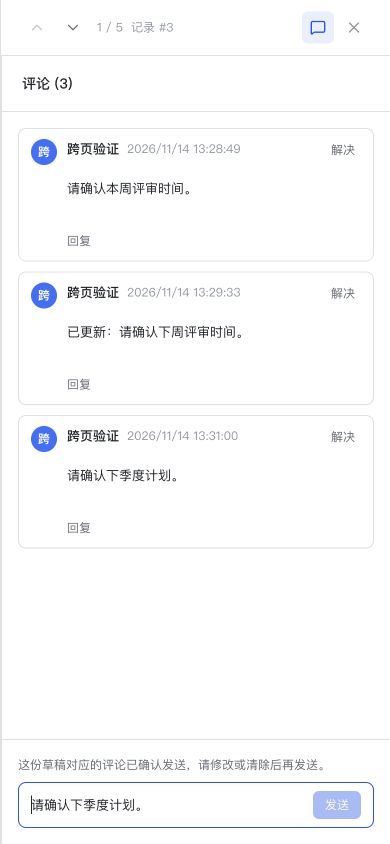 1 / 5 记录 #3
评论 (3)
跨 跨页验证 2026/11/14 13:28:49 解决
请确认本周评审时间。
回复
跨 跨页验证 2026/11/14 13:29:33 解决
已更新：请确认下周评审时间。
回复
跨 跨页验证 2026/11/14 13:31:00 解决
请确认下季度计划。
回复
这份草稿对应的评论已确认发送，请修改或清除后再发送。
请确认下季度计划。 发送